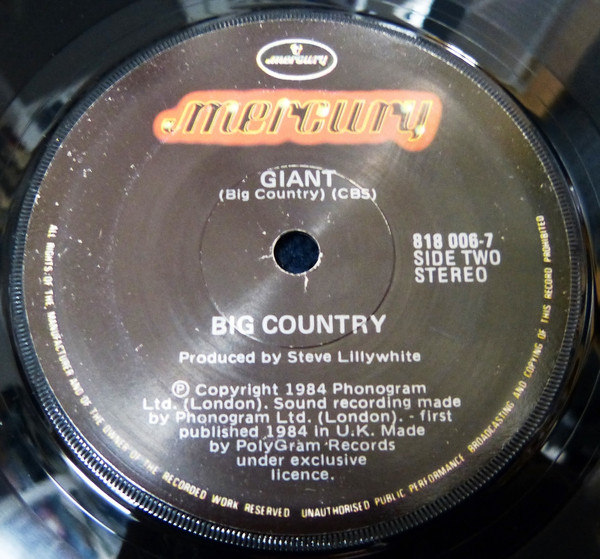 mercury
mercury
GIANT
(Big Country) (CBS)
818 006-7
SIDE TWO
STEREO
BIG COUNTRY
Produced by Steve Lillywhite
Ⓟ Copyright 1984 Phonogram
Ltd. (London). Sound recording made
by Phonogram Ltd. (London). - first
published 1984 in U.K. Made
by PolyGram Records
under exclusive
licence.
ALL RIGHTS OF THE MANUFACTURER AND OF THE OWNER OF THE RECORDED WORK RESERVED UNAUTHORISED PUBLIC PERFORMANCE BROADCASTING AND COPYING OF THIS RECORD PROHIBITED